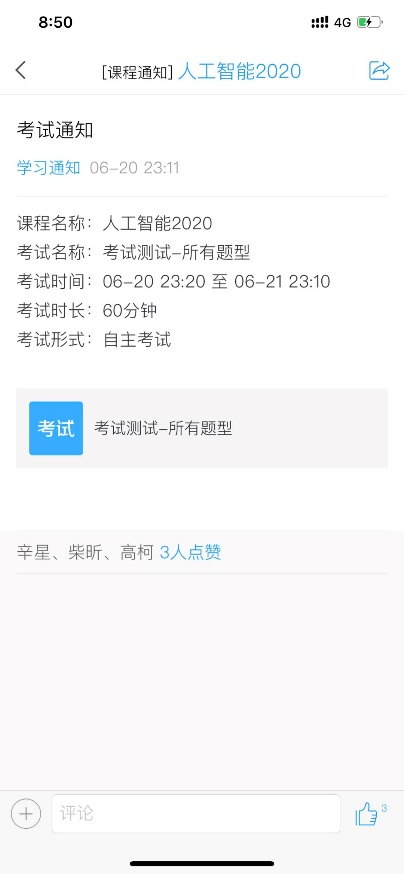 8:50
4G
[课程通知] 人工智能2020
考试通知
学习通知 06-20 23:11
课程名称：人工智能2020
考试名称：考试测试-所有题型
考试时间：06-20 23:20 至 06-21 23:10
考试时长：60分钟
考试形式：自主考试
考试 考试测试-所有题型
辛星、柴昕、高柯 3人点赞
评论
3